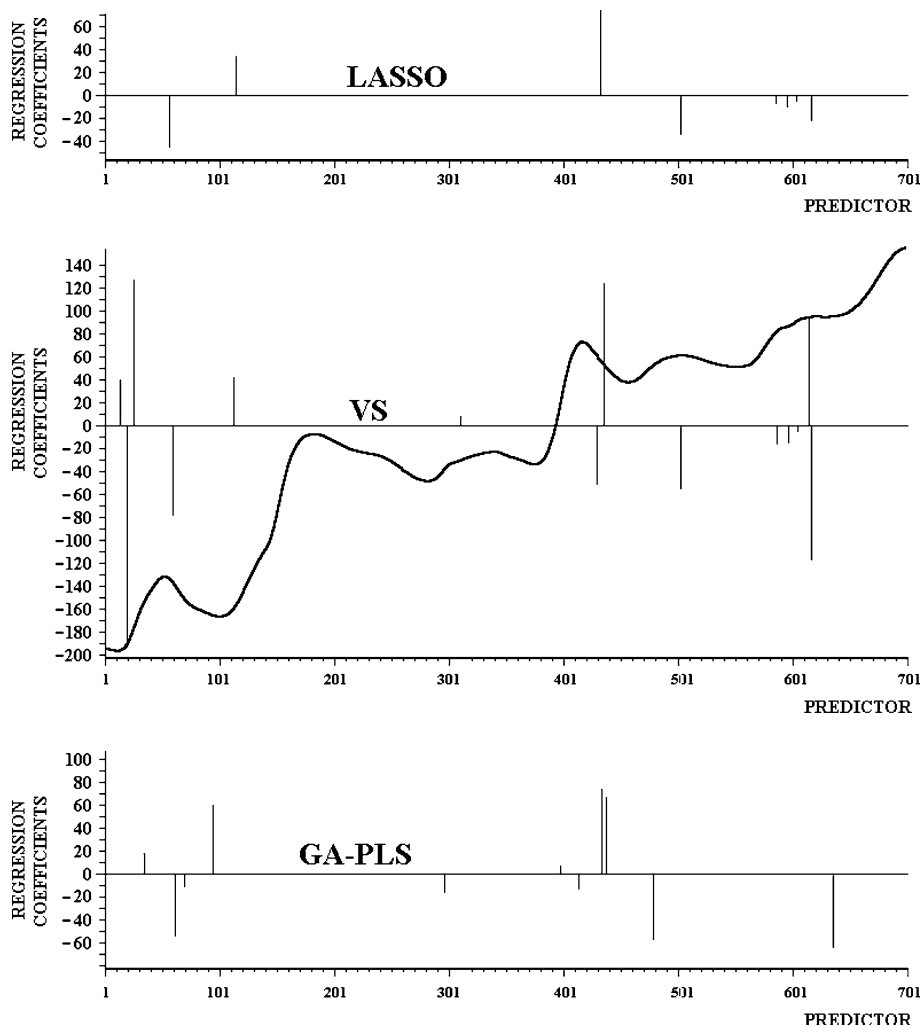 REGRESSION
COEFFICIENTS
60
40
20
0
−20
−40
LASSO
1 101 201 301 401 501 601 701
PREDICTOR
REGRESSION
COEFFICIENTS
140
120
100
80
60
40
20
0
−20
−40
−60
−80
−100
−120
−140
−160
−180
−200
VS
1 101 201 301 401 501 601 701
PREDICTOR
REGRESSION
COEFFICIENTS
100
80
60
40
20
0
−20
−40
−60
GA-PLS
1 101 201 301 401 501 601 701
PREDICTOR